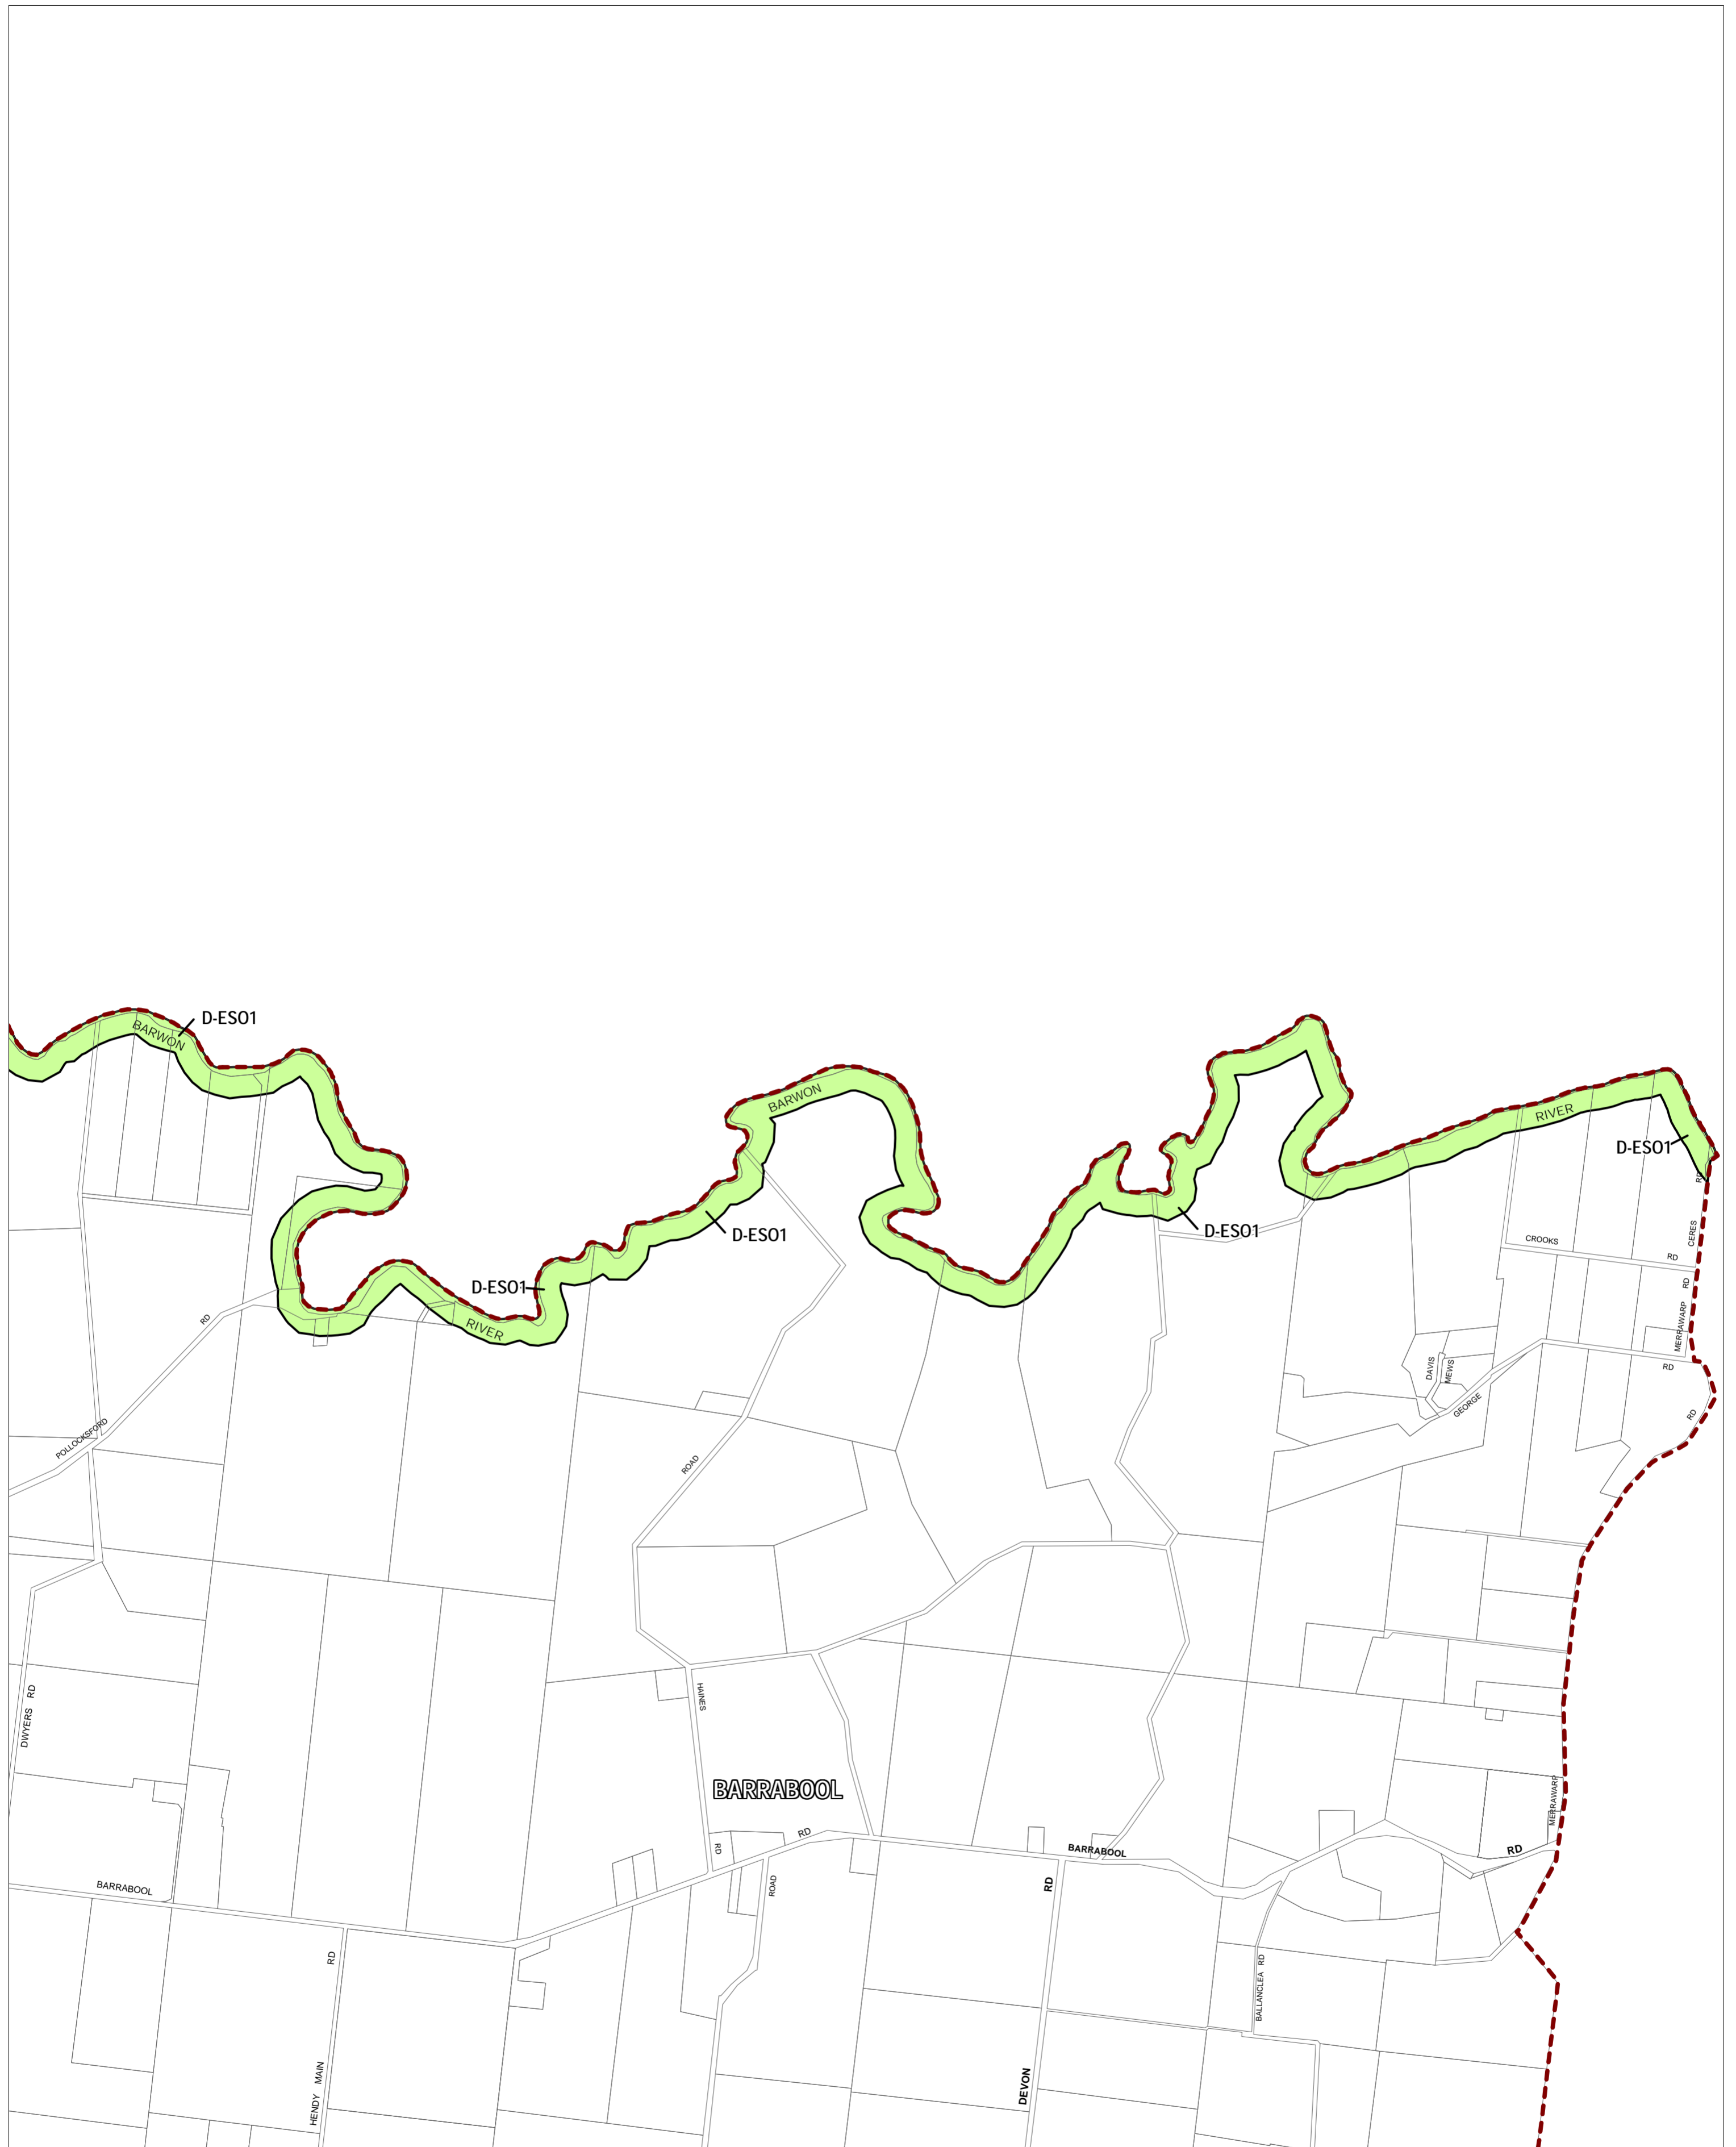 D-ESO1
BARWON
BARWON
RIVER
D-ESO1
RD
D-ESO1
D-ESO1
CERES
CROOKS
RD
D-ESO1
RD
RD
RIVER
MERRAWARP
DAVIS
MEWS
RD
GEORGE
RD
POLLOCKSFORD
ROAD
DWYERS RD
HAINES
BARRABOOL
MERRAWARP
RD
RD
BARRABOOL
RD
BARRABOOL
ROAD
RD
RD
BALLANCLEA RD
HENDY MAIN
DEVON